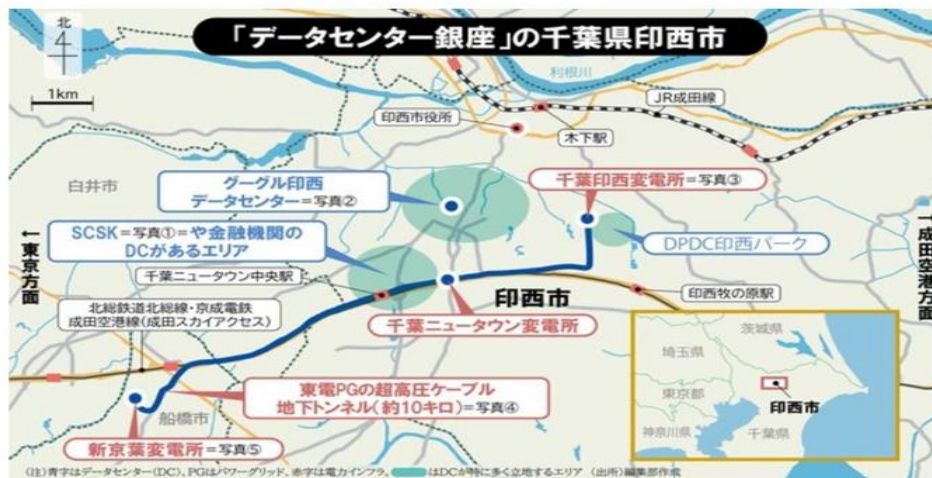 「データセンター銀座」の千葉県印西市
北
1km
利根川
JR成田線
印西市役所
木下駅
白井市
グーグル印西
データセンター=写真②
千葉印西変電所=写真③
SCSK=写真①=や金融機関の
DCがあるエリア
DPDC印西パーク
←東京方面
→成田空港方面
千葉ニュータウン中央駅
印西市
印西牧の原駅
北総鉄道北総線・京成電鉄
成田空港線(成田スカイアクセス)
千葉ニュータウン変電所
茨城県
埼玉県
東京都
印西市
神奈川県
千葉県
東電PGの超高圧ケーブル
地下トンネル(約10キロ)=写真④
船橋市
新京葉変電所=写真⑤
(注)青字はデータセンター(DC)、PGはパワーグリッド、赤字は電力インフラ。 はDCが特に多く立地するエリア (出所)編集部作成